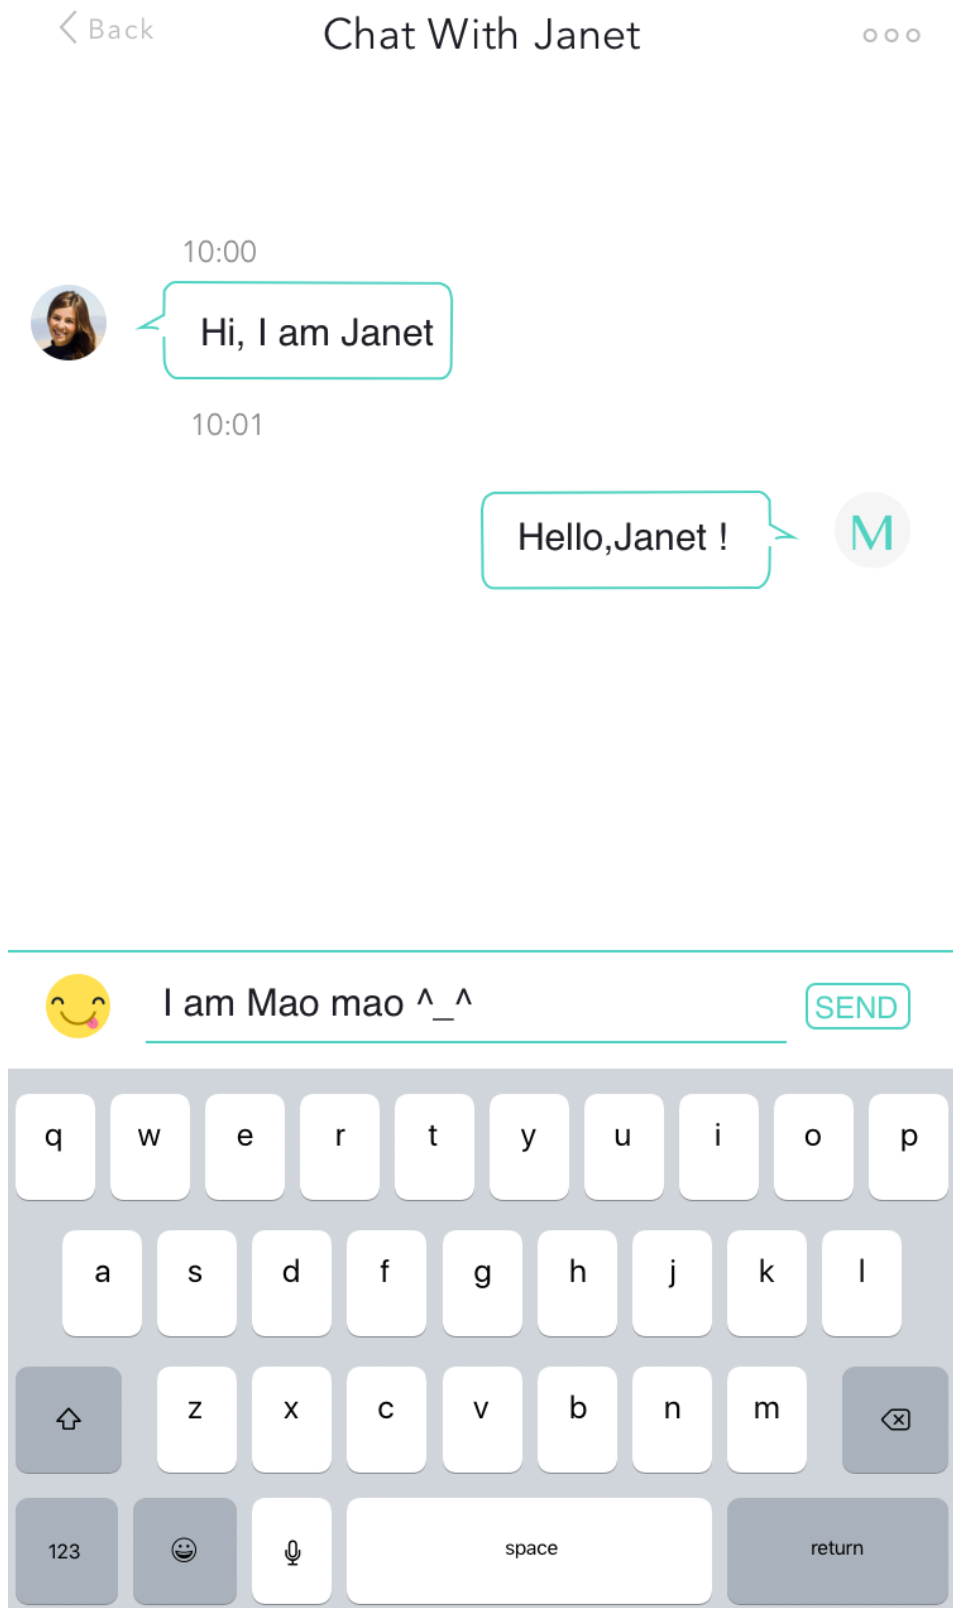 Back
Chat With Janet
10:00
Hi, I am Janet
10:01
Hello,Janet !
M
I am Mao mao ^_^
SEND
q w e r t y u i o p
a s d f g h j k l
z x c v b n m
123 space return